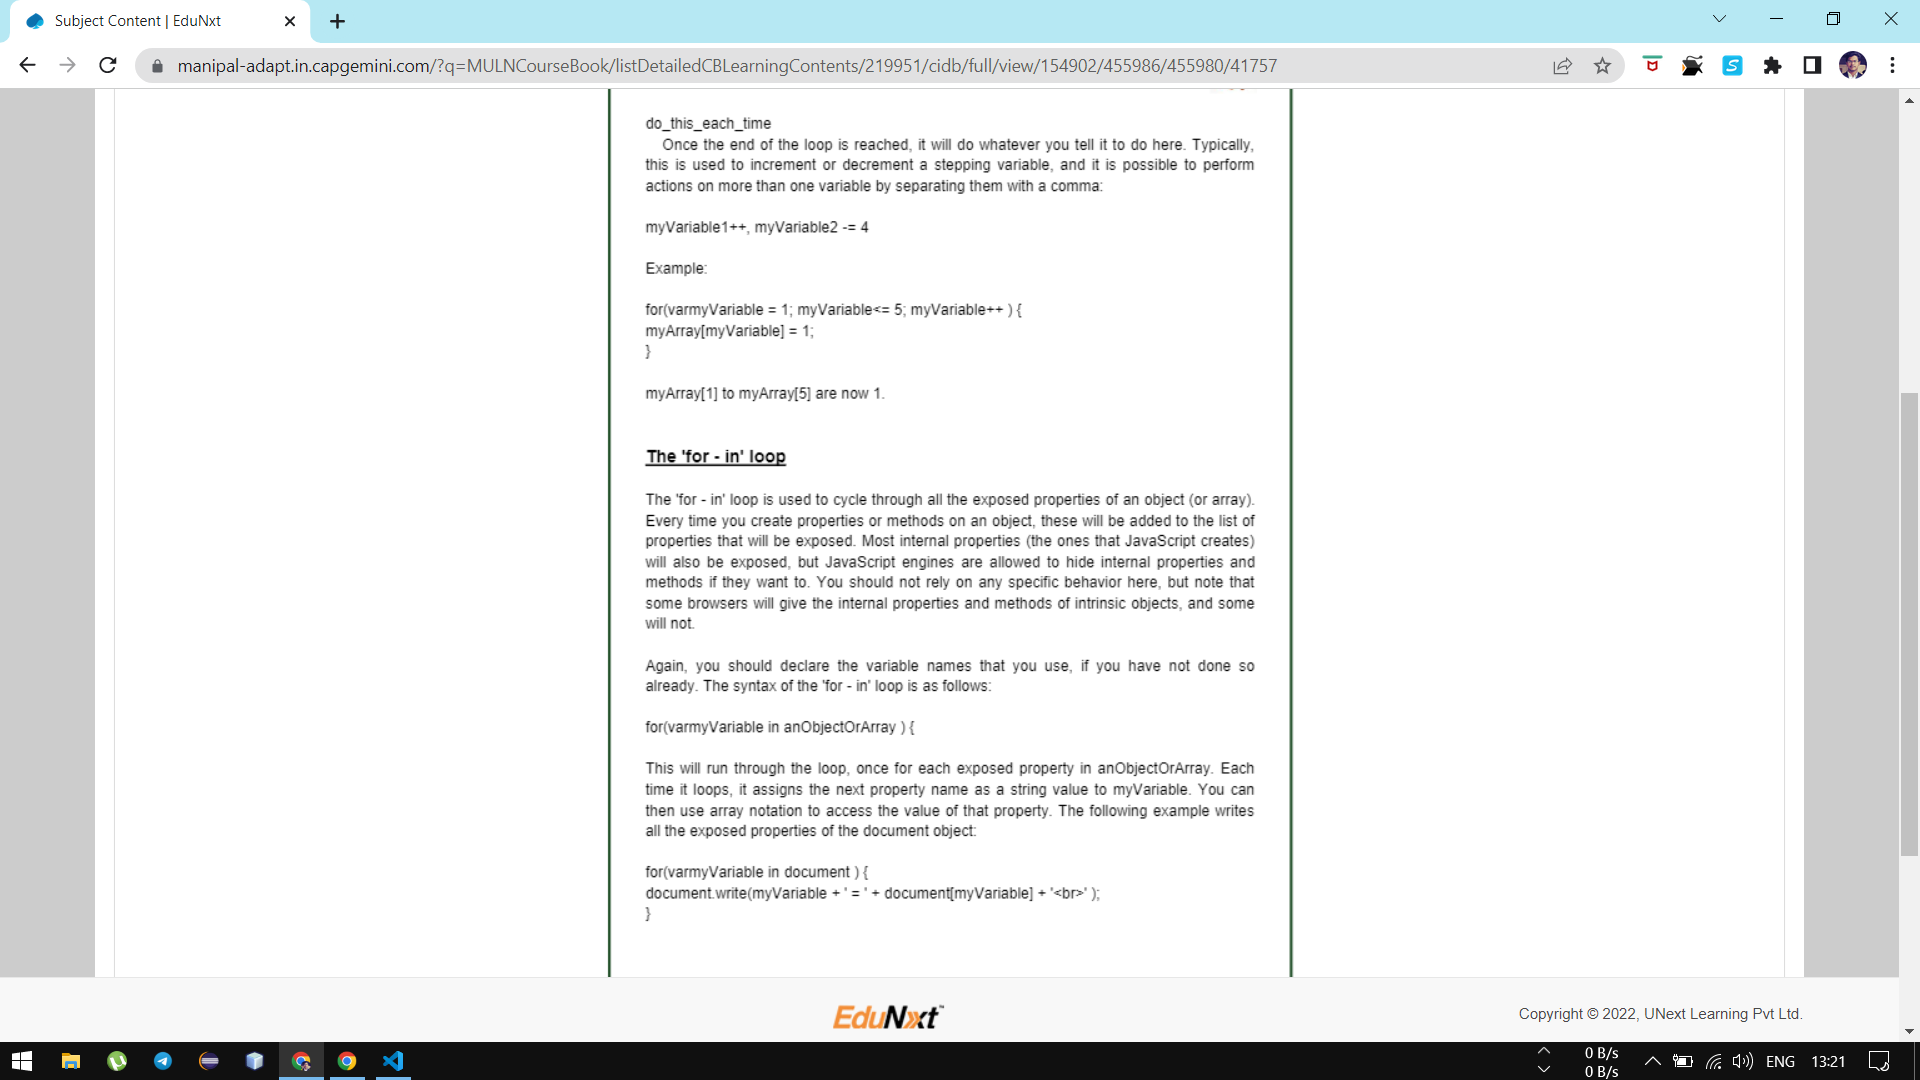 Subject Content | EduNxt
manipal-adapt.in.capgemini.com/?q=MULNCourseBook/listDetailedCBLearningContents/219951/cidb/full/view/154902/455986/455980/41757
do_this_each_time
Once the end of the loop is reached, it will do whatever you tell it to do here. Typically,
this is used to increment or decrement a stepping variable, and it is possible to perform
actions on more than one variable by separating them with a comma:
myVariable1++, myVariable2 -= 4
Example:
for(varmyVariable = 1; myVariable<= 5; myVariable++ ) {
myArray[myVariable] = 1;
}
myArray[1] to myArray[5] are now 1.
The 'for - in' loop
The 'for - in' loop is used to cycle through all the exposed properties of an object (or array).
Every time you create properties or methods on an object, these will be added to the list of
properties that will be exposed. Most internal properties (the ones that JavaScript creates)
will also be exposed, but JavaScript engines are allowed to hide internal properties and
methods if they want to. You should not rely on any specific behavior here, but note that
some browsers will give the internal properties and methods of intrinsic objects, and some
will not.
Again, you should declare the variable names that you use, if you have not done so
already. The syntax of the 'for - in' loop is as follows:
for(varmyVariable in anObjectOrArray ) {
This will run through the loop, once for each exposed property in anObjectOrArray. Each
time it loops, it assigns the next property name as a string value to myVariable. You can
then use array notation to access the value of that property. The following example writes
all the exposed properties of the document object:
for(varmyVariable in document ) {
document.write(myVariable + ' = ' + document[myVariable] + '<br>' );
}
EduNxt™
Copyright © 2022, UNext Learning Pvt Ltd.
0 B/s
0 B/s
ENG
13:21